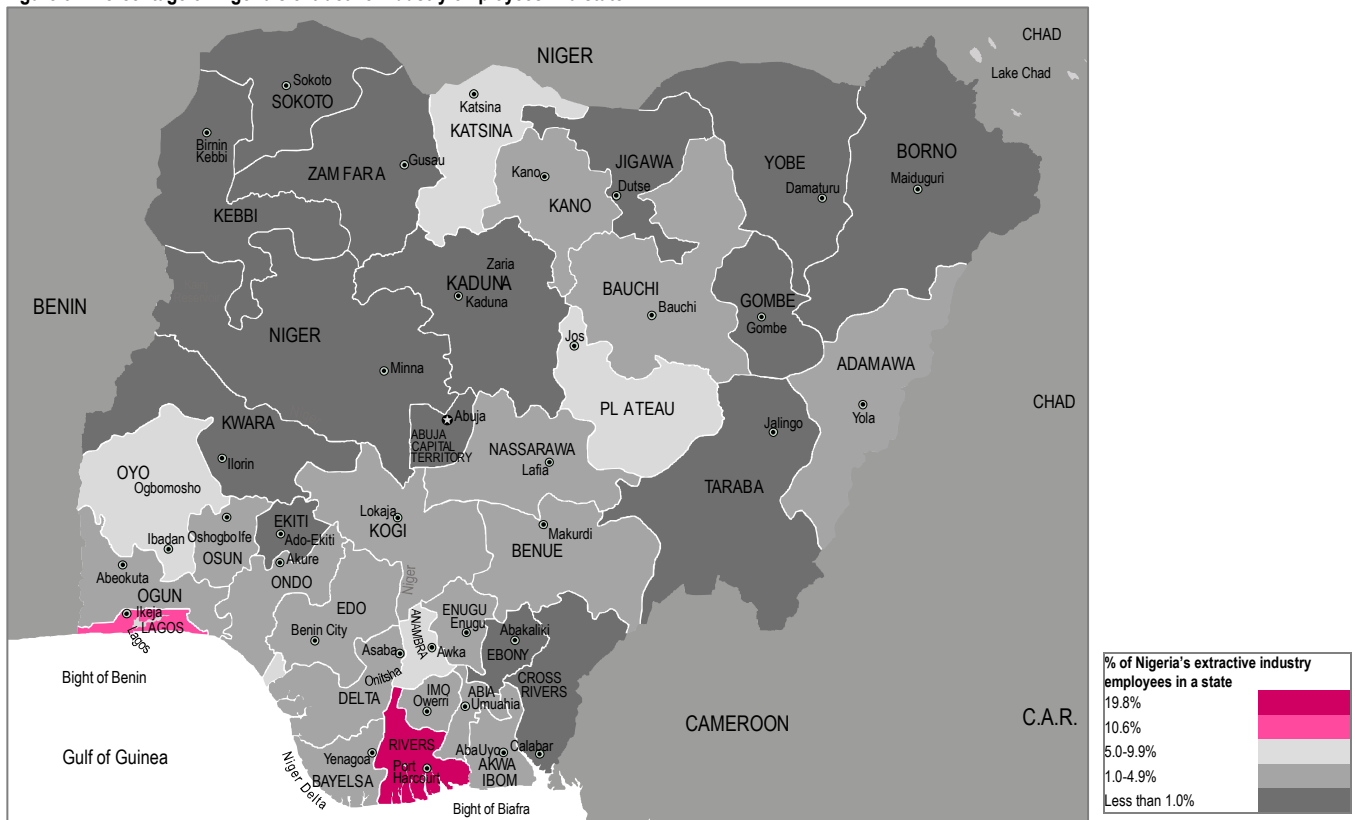 CHAD
NIGER
Lake Chad
Sokoto
SOKOTO
Katsina
KATSINA
Birnin
Kebbi
ZAM FARA
Gusau
Kano
KANO
JIGAWA
Dutse
YOBE
Damaturu
BORNO
Maiduguri
KEBBI
Zaria
KADUNA
Kaduna
BAUCHI
Bauchi
GOMBE
Gombe
BENIN
NIGER
Minna
Jos
ADAMAWA
Yola
CHAD
PL ATEAU
KWARA
Ilorin
Abuja
ABUJA
CAPITAL
TERRITORY
NASSARAWA
Lafia
Jalingo
TARABA
OYO
Ogbomosho
Ibadan
Oshogbo Ife
OSUN
EKITI
Ado-Ekiti
Akure
ONDO
Lokaja
KOGI
Makurdi
BENUE
Abeokuta
OGUN
Ikeja
LAGOS
Lagos
Niger
EDO
Benin City
ANAMBRA
Awka
ENUGU
Enugu
Abakaliki
EBONY
Asaba
Onitsha
DELTA
IMO
Owerri
ABIA
Umuahia
CROSS
RIVERS
Bight of Benin
Gulf of Guinea
Niger Delta
Yenagoa
BAYELSA
RIVERS
Port
Harcourt
Aba
Uyo
Calabar
AKWA
IBOM
Bight of Biafra
CAMEROON
C.A.R.
% of Nigeria's extractive industry
employees in a state
19.8%
10.6%
5.0-9.9%
1.0-4.9%
Less than 1.0%